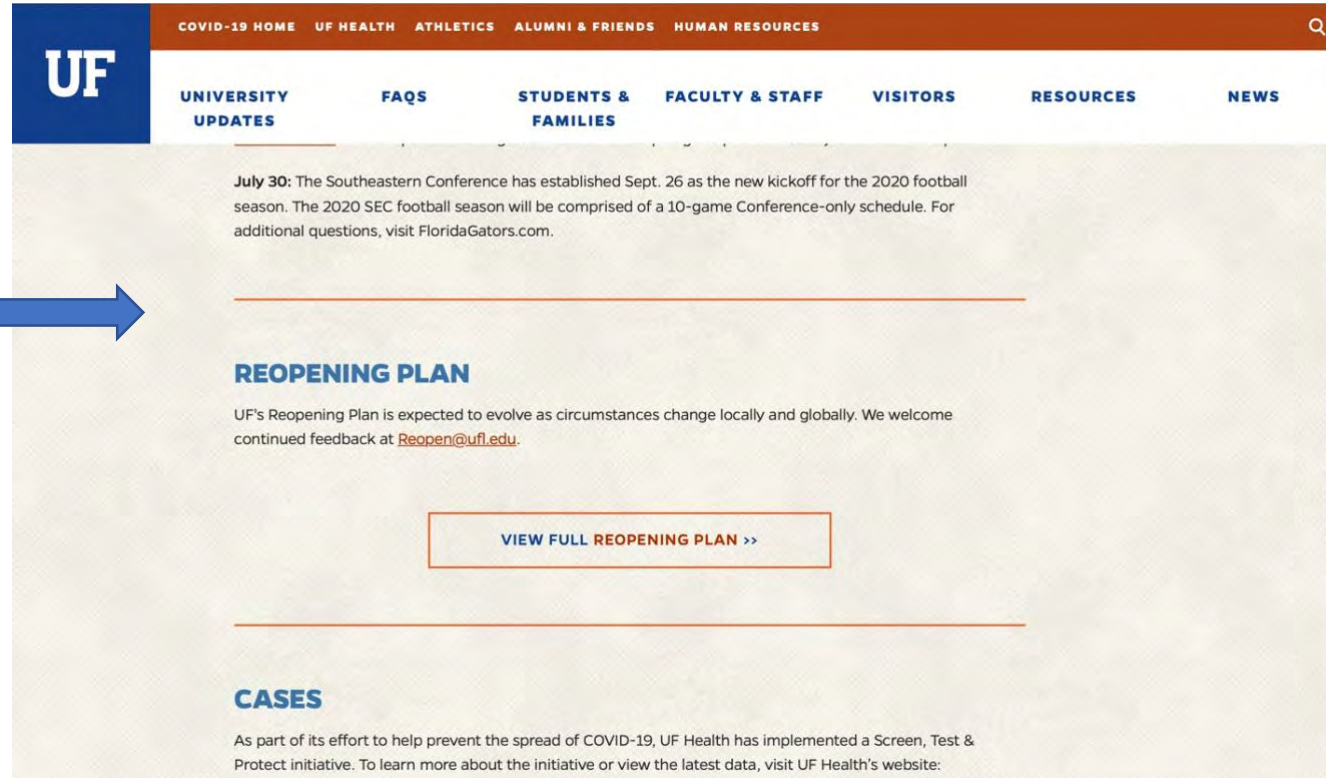 COVID-19 HOME UF HEALTH ATHLETICS ALUMNI & FRIENDS HUMAN RESOURCES
UF
UNIVERSITY UPDATES FAQS STUDENTS & FAMILIES FACULTY & STAFF VISITORS RESOURCES NEWS
July 30: The Southeastern Conference has established Sept. 26 as the new kickoff for the 2020 football
season. The 2020 SEC football season will be comprised of a 10-game Conference-only schedule. For
additional questions, visit FloridaGators.com.
REOPENING PLAN
UF's Reopening Plan is expected to evolve as circumstances change locally and globally. We welcome
continued feedback at Reopen@ufl.edu.
VIEW FULL REOPENING PLAN >>
CASES
As part of its effort to help prevent the spread of COVID-19, UF Health has implemented a Screen, Test &
Protect initiative. To learn more about the initiative or view the latest data, visit UF Health's website: